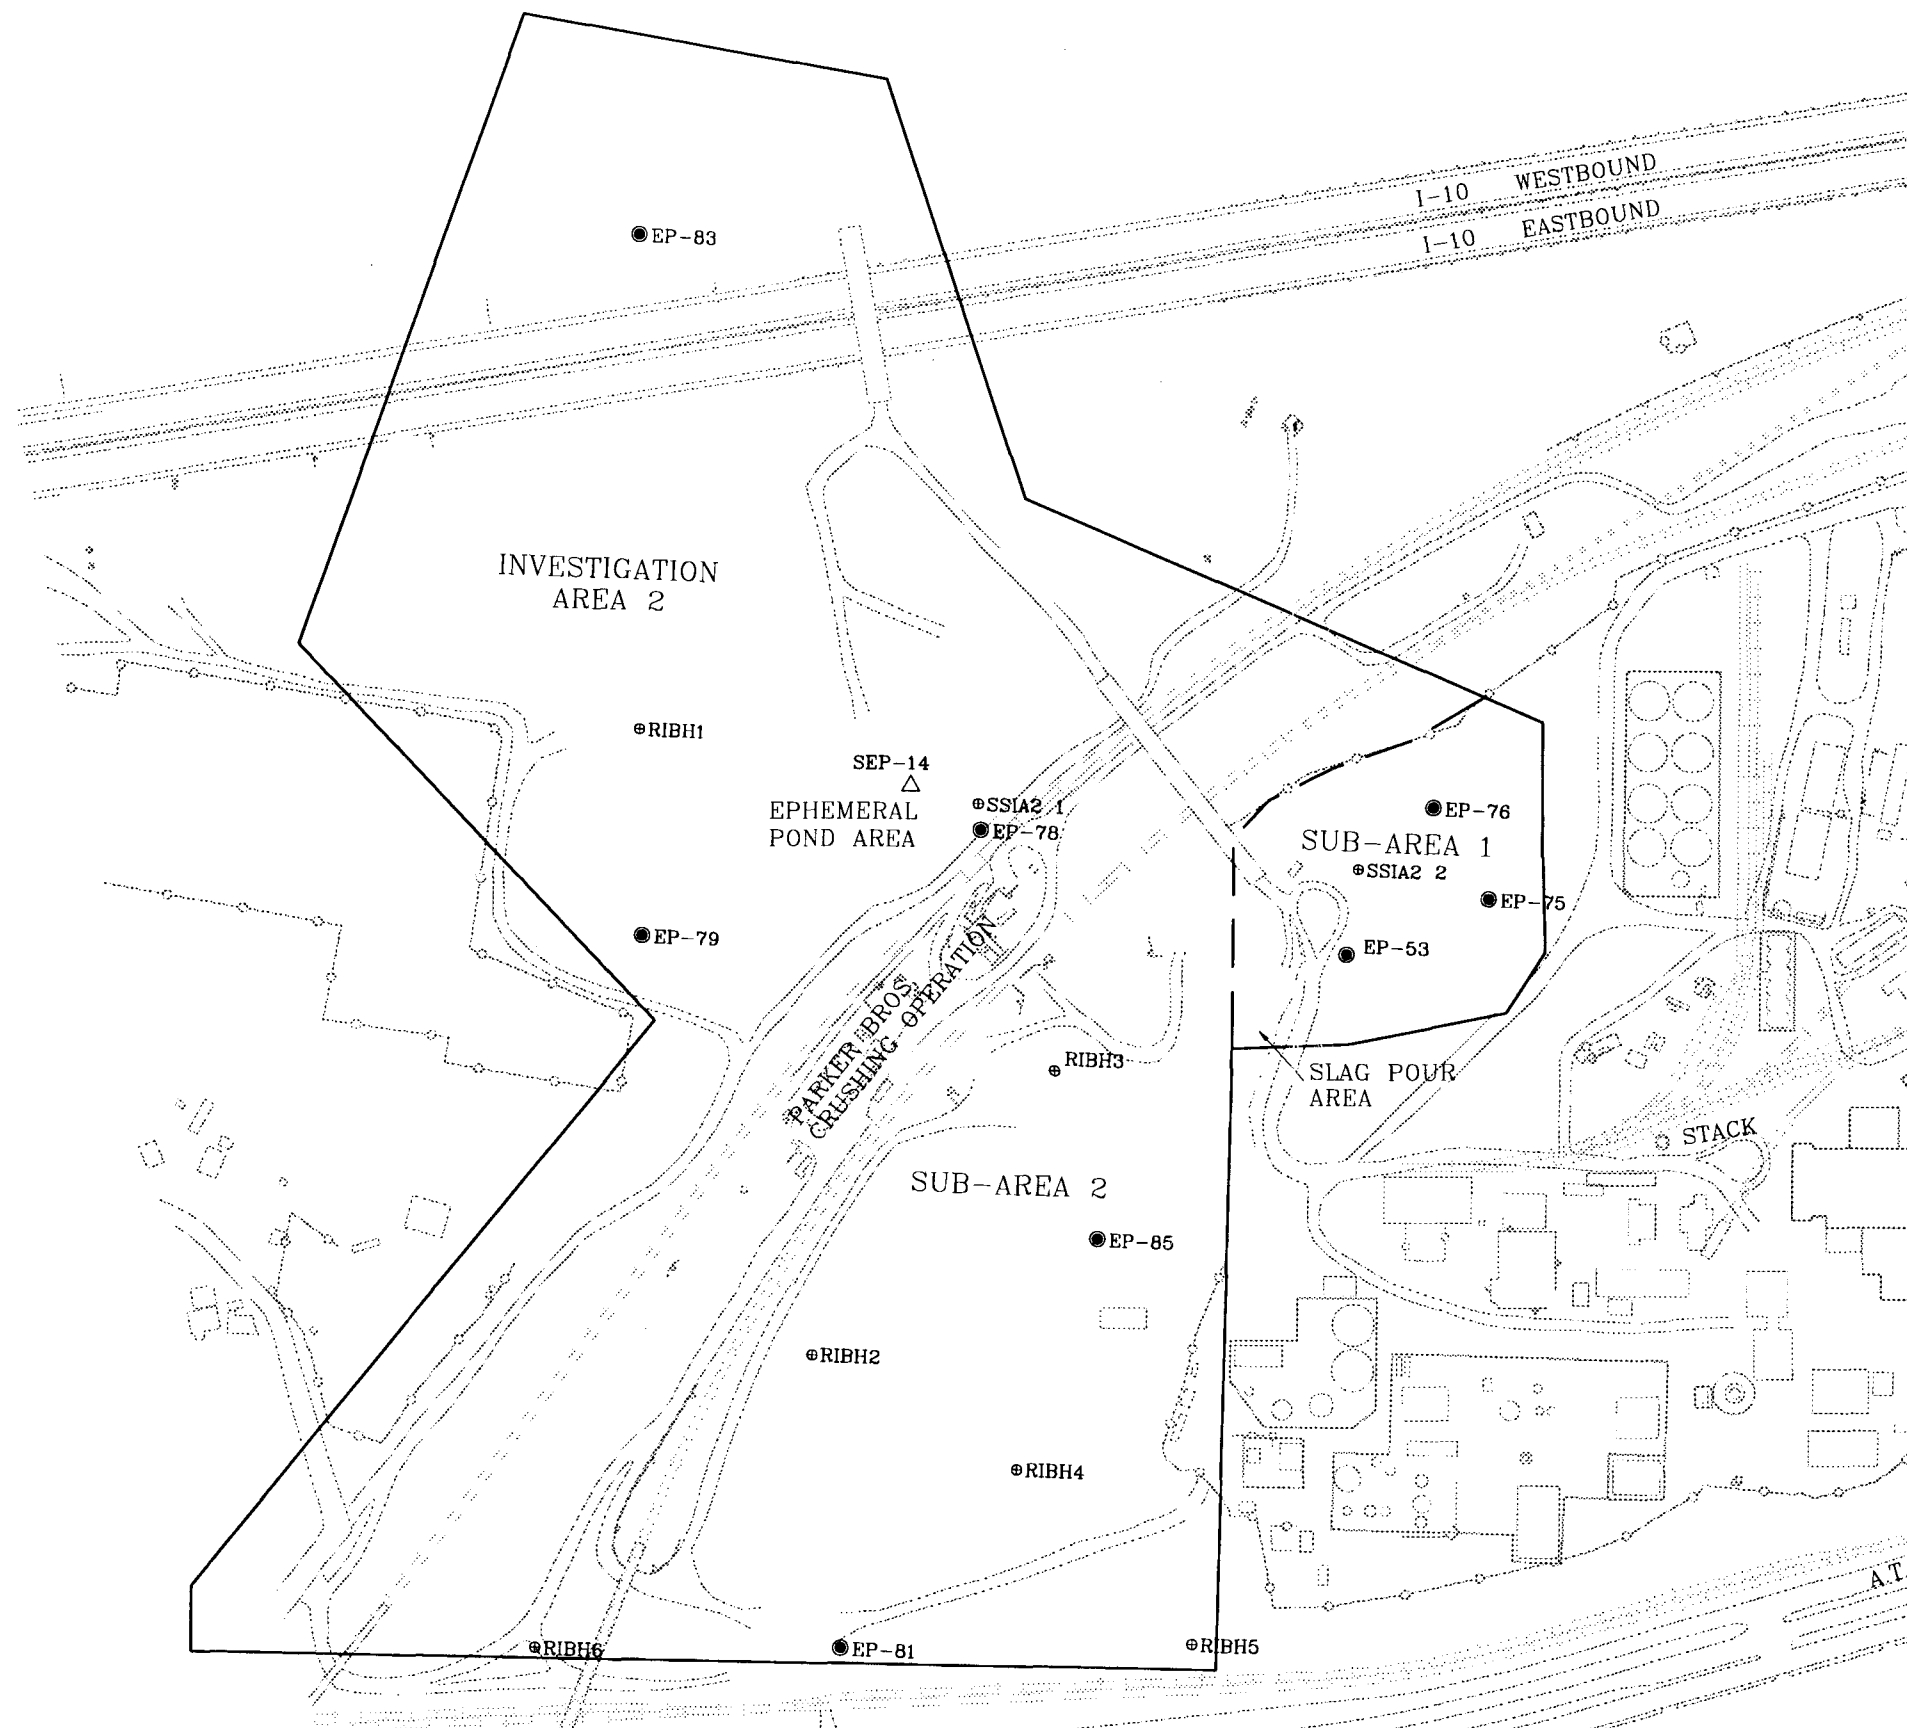 I-10 WESTBOUND
I-10 EASTBOUND
EP-83
INVESTIGATION
AREA 2
RIBH1
SEP-14
EPHEMERAL
POND AREA
SSIA2 1
EP-78
EP-76
SUB-AREA 1
SSIA2 2
EP-75
EP-53
EP-79
PARKER BROS.
CRUSHING OPERATION
RIBH3
SLAG POUR
AREA
STACK
SUB-AREA 2
EP-85
RIBH2
RIBH4
A.T.
RIBH6
EP-81
RIBH5